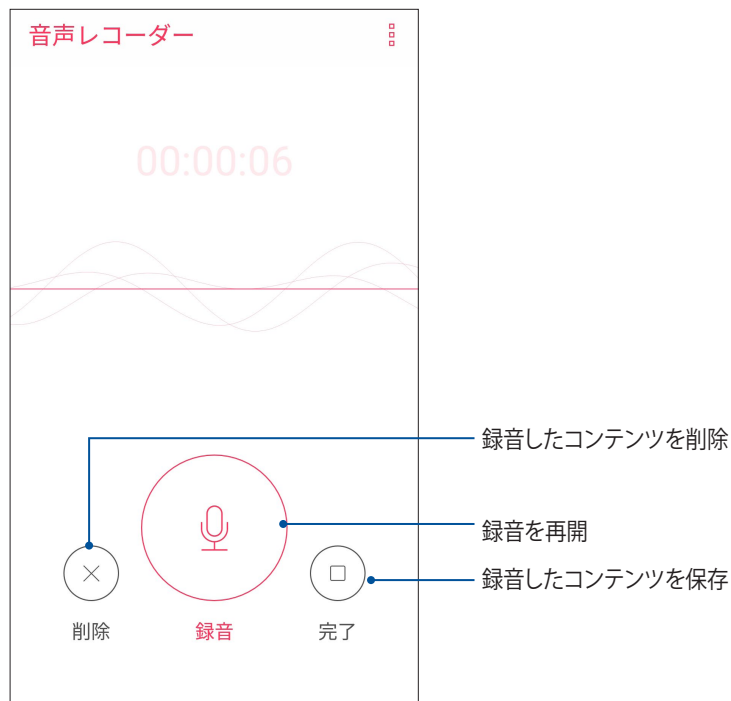 音声レコーダー
00:00:06
録音したコンテンツを削除
録音を再開
録音したコンテンツを保存
削除 録音 完了